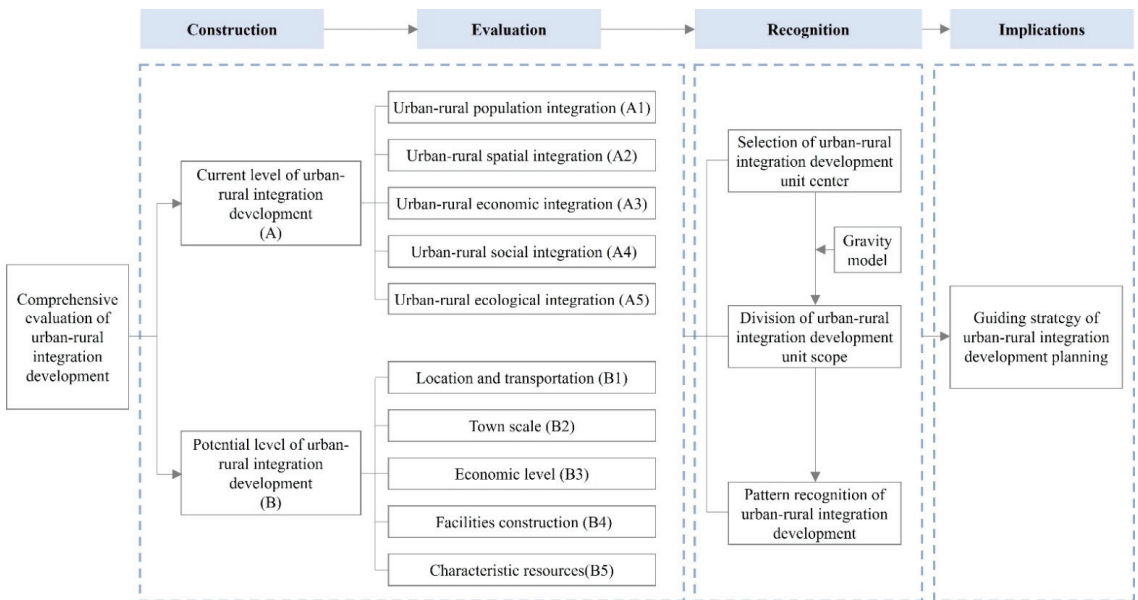 Construction
Evaluation
Recognition
Implications
Comprehensive
evaluation of
urban-rural
integration
development
Current level of urban-
rural integration
development
(A)
Urban-rural population integration (A1)
Urban-rural spatial integration (A2)
Urban-rural economic integration (A3)
Urban-rural social integration (A4)
Urban-rural ecological integration (A5)
Potential level of urban-
rural integration
development
(B)
Location and transportation (B1)
Town scale (B2)
Economic level (B3)
Facilities construction (B4)
Characteristic resources(B5)
Selection of urban-rural
integration development
unit center
Gravity
model
Division of urban-rural
integration development
unit scope
Pattern recognition of
urban-rural integration
development
Guiding strategy of
urban-rural integration
development planning